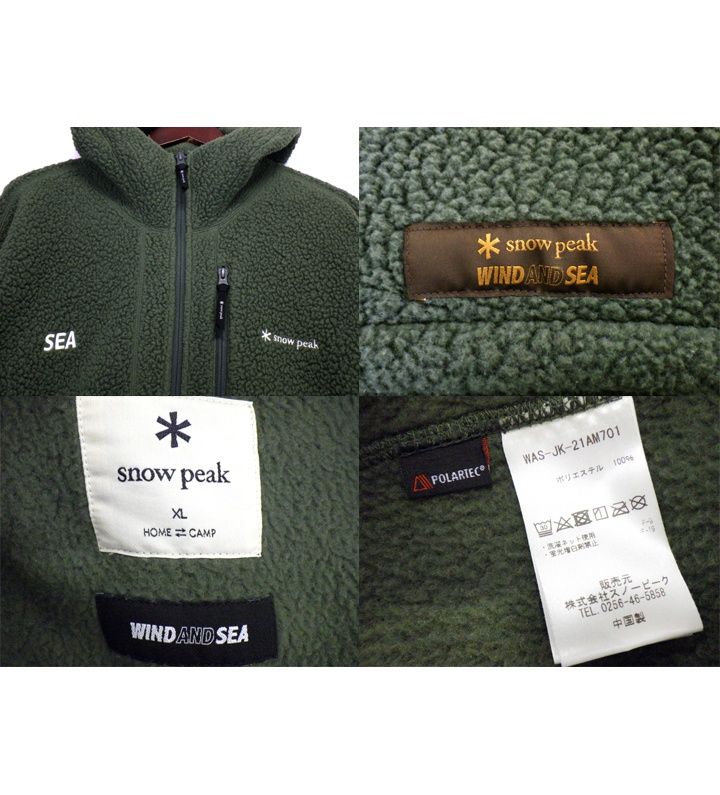 SEA
snow peak
snow peak
WIND AND SEA
snow peak
XL
HOME ⇄ CAMP
WIND AND SEA
POLARTEC®
WAS-JK-21AM701
ポリエステル 100%
・洗濯ネット使用
・蛍光増白剤禁止
販売元
株式会社スノーピーク
TEL. 0256-46-5858
中国製